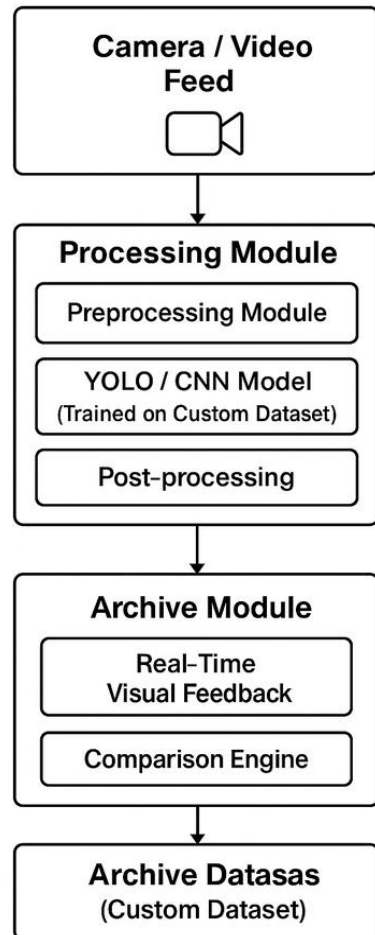 Camera / Video
Feed
Processing Module
Preprocessing Module
YOLO / CNN Model
(Trained on Custom Dataset)
Post-processing
Archive Module
Real-Time
Visual Feedback
Comparison Engine
Archive Datasas
(Custom Dataset)